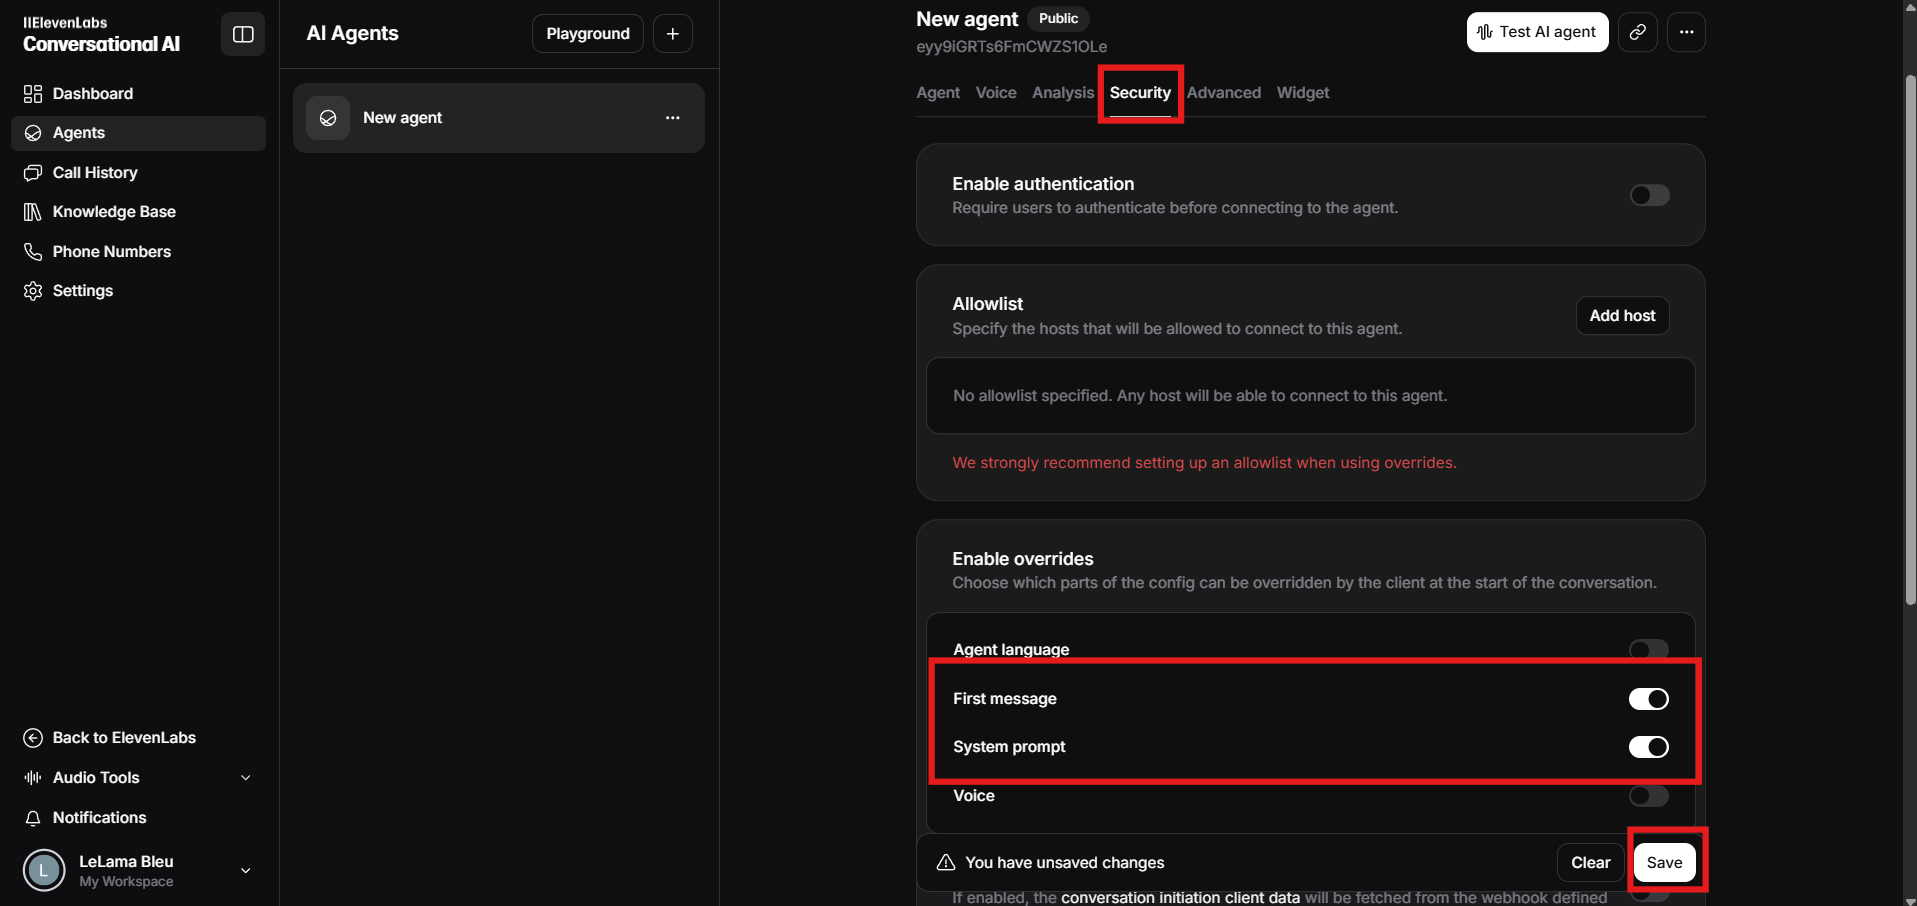 IIElevenLabs
Conversational AI
Dashboard
Agents
Call History
Knowledge Base
Phone Numbers
Settings
Back to ElevenLabs
Audio Tools
Notifications
L
LeLama Bleu
My Workspace
AI Agents
Playground
+
New agent
New agent
Public
eyy9iGRTs6FmCWZS1OLe
Test AI agent
Agent Voice Analysis Security Advanced Widget
Enable authentication
Require users to authenticate before connecting to the agent.
Allowlist
Specify the hosts that will be allowed to connect to this agent.
Add host
No allowlist specified. Any host will be able to connect to this agent.
We strongly recommend setting up an allowlist when using overrides.
Enable overrides
Choose which parts of the config can be overridden by the client at the start of the conversation.
Agent language
First message
System prompt
Voice
You have unsaved changes
Clear
Save
If enabled, the conversation initiation client data will be fetched from the webhook defined